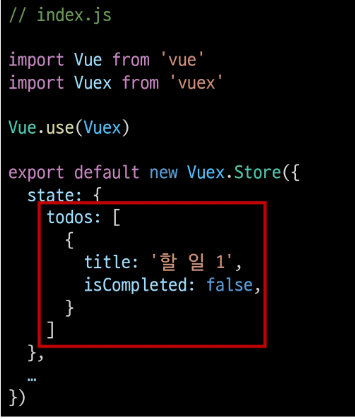 // index.js
import Vue from 'vue'
import Vuex from 'vuex'
Vue.use(Vuex)
export default new Vuex.Store({
  state: {
    todos: [
      {
        title: '할 일 1',
        isCompleted: false,
      }
    ]
  },
  …
})